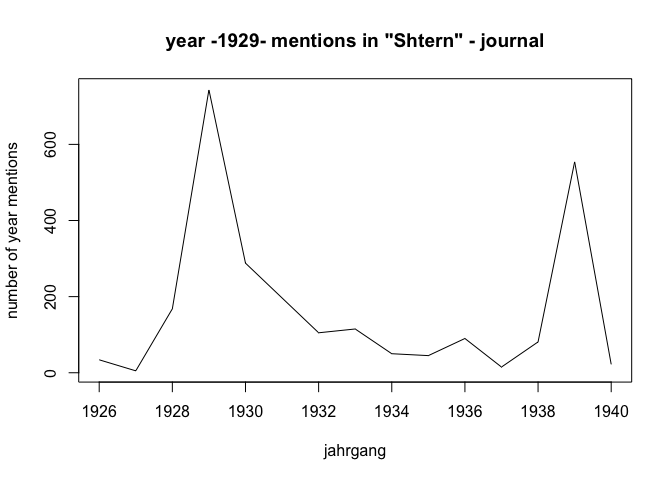 year -1929- mentions in "Shtern" - journal
number of year mentions
600
400
200
0
1926 1928 1930 1932 1934 1936 1938 1940
jahrgang